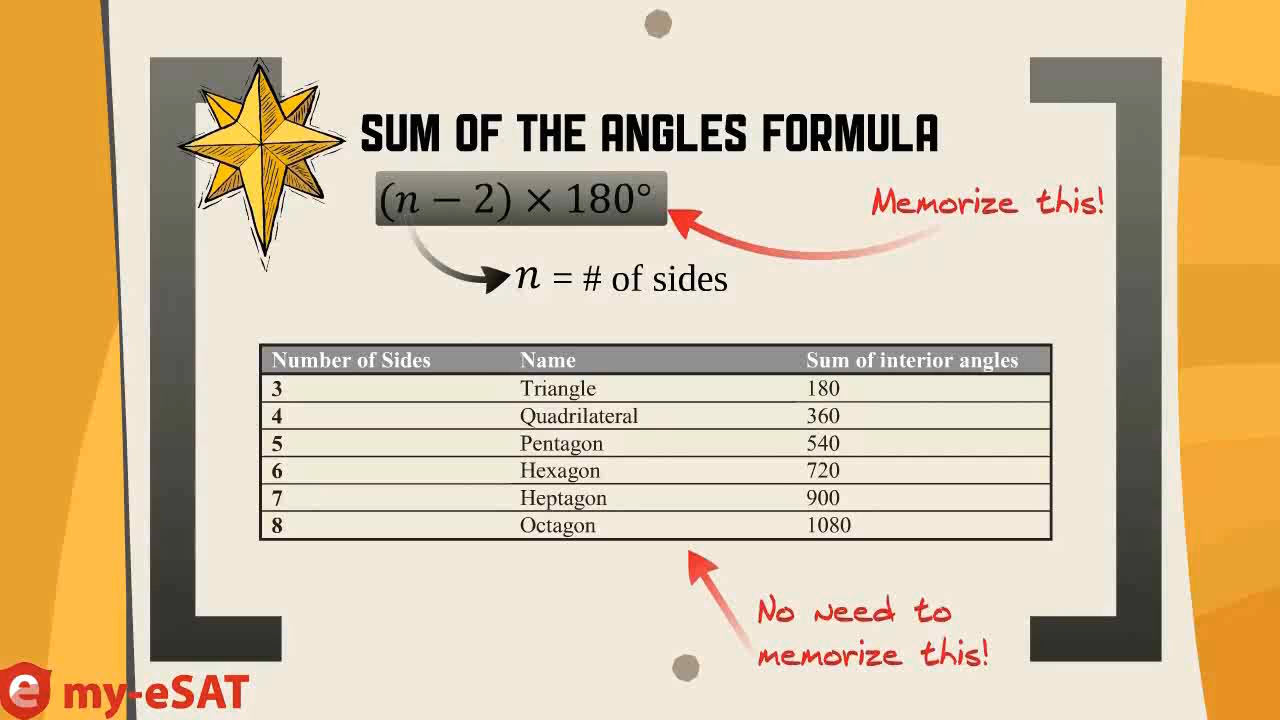 SUM OF THE ANGLES FORMULA
(n − 2) × 180°
Memorize this!
n = # of sides
Number of Sides Name Sum of interior angles
3 Triangle 180
4 Quadrilateral 360
5 Pentagon 540
6 Hexagon 720
7 Heptagon 900
8 Octagon 1080
No need to
memorize this!
e my-eSAT